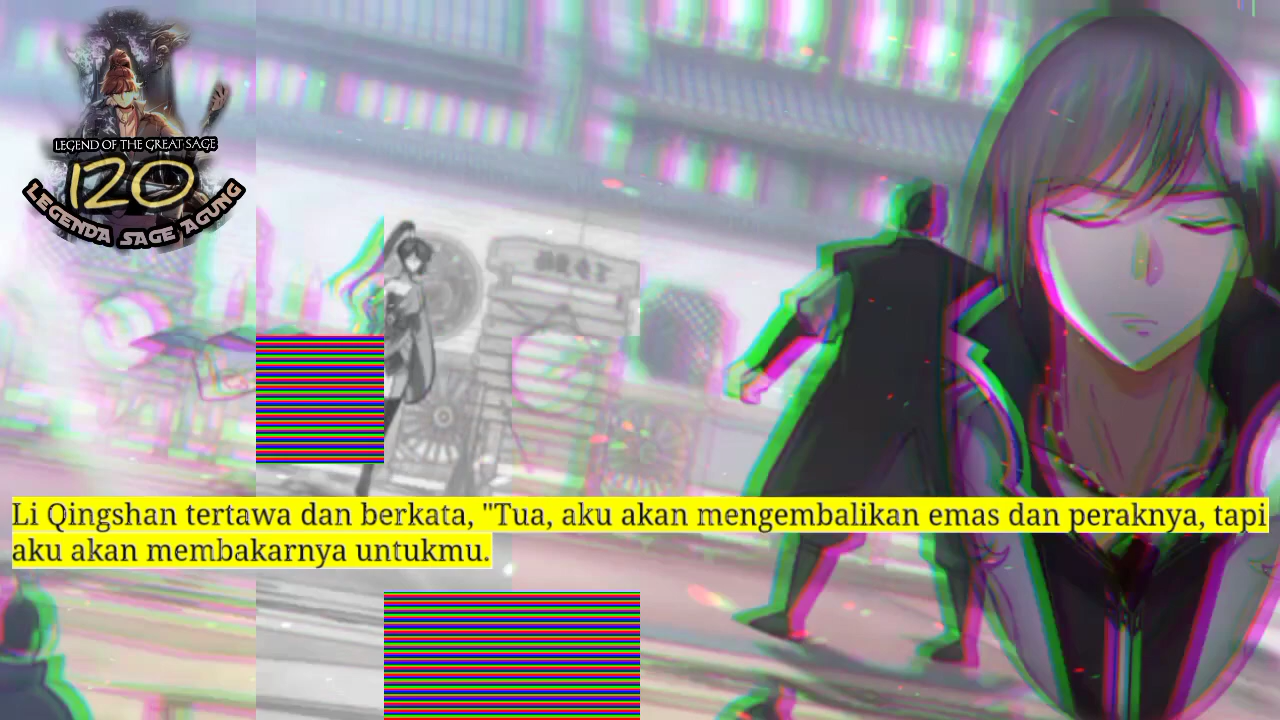 LEGEND OF THE GREAT SAGE
120
LEGENDA SAGE AGUNG
Li Qingshan tertawa dan berkata, "Tua, aku akan mengembalikan emas dan peraknya, tapi
aku akan membakarnya untukmu.